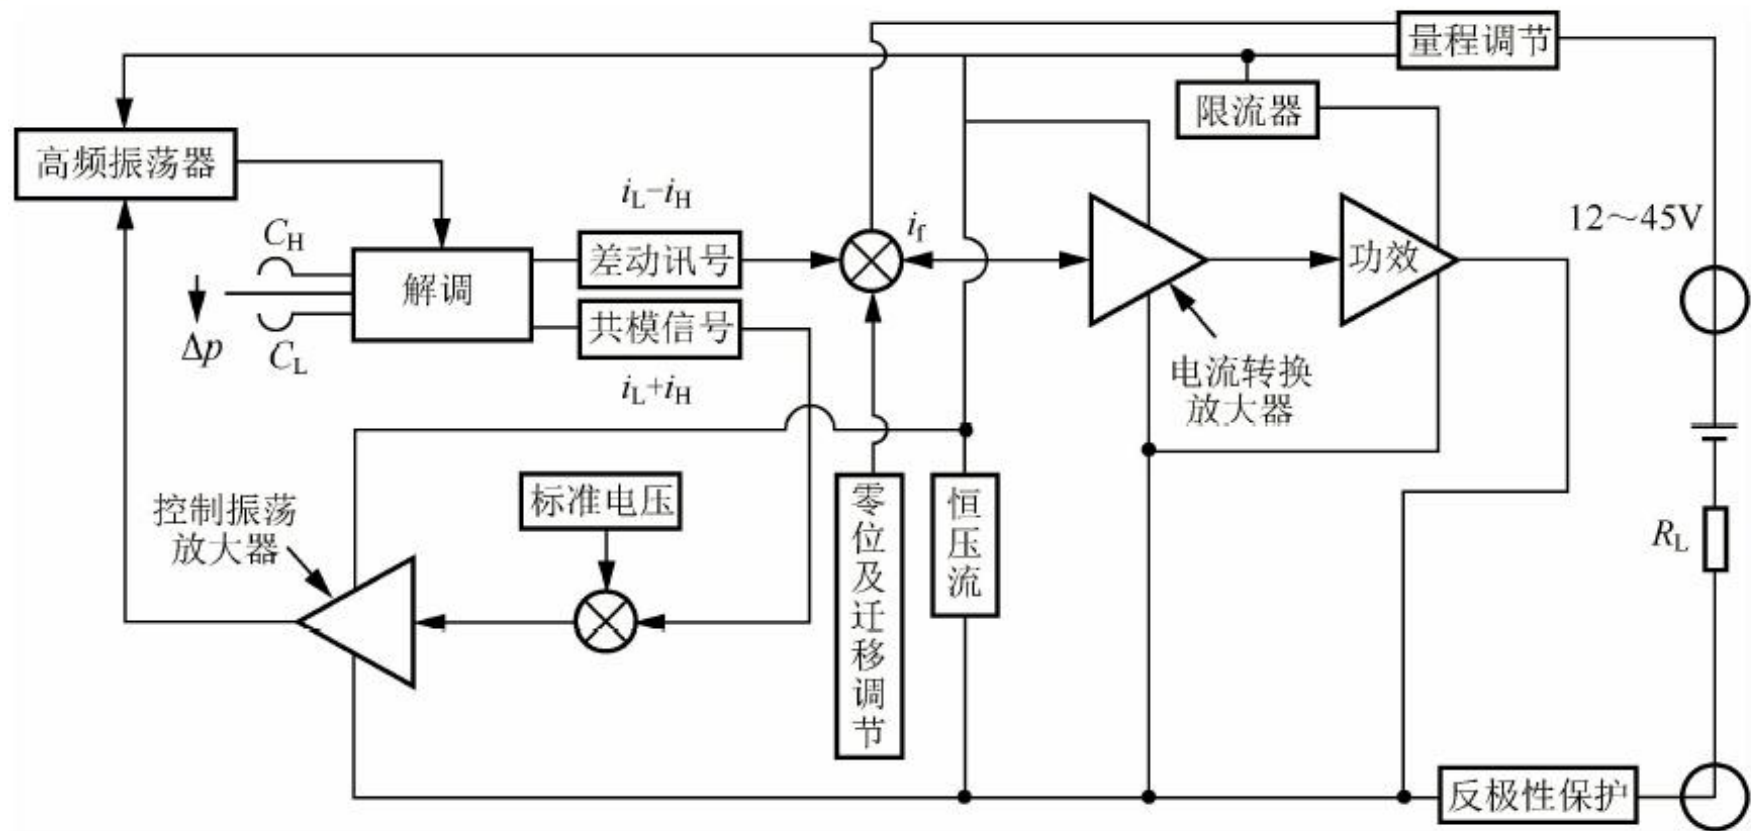 量程调节
限流器
高频振荡器
12～45V
iL−iH
if
CH
差动讯号
功效
解调
共模信号
Δp
CL
iL+iH
电流转换
放大器
标准电压
控制振荡
放大器
零位及迁移调节
恒压流
RL
反极性保护